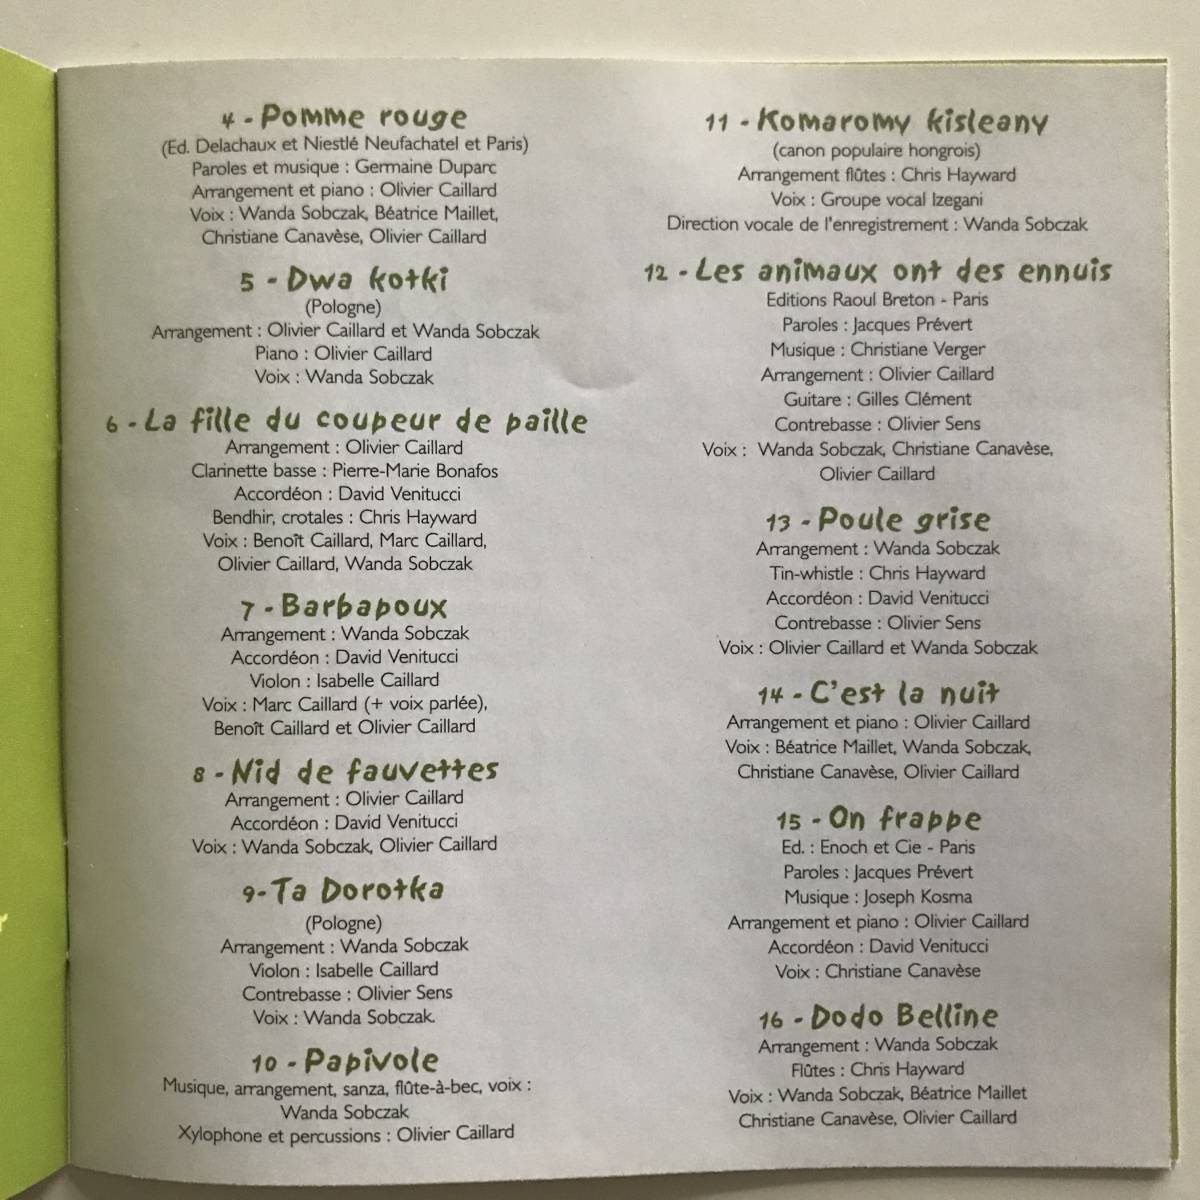 4 - Pomme rouge
(Ed. Delachaux et Niestlé Neufachatel et Paris)
Paroles et musique : Germaine Duparc
Arrangement et piano : Olivier Caillard
Voix : Wanda Sobczak, Béatrice Maillet,
Christiane Canavèse, Olivier Caillard
5 - Dwa kotki
(Pologne)
Arrangement : Olivier Caillard et Wanda Sobczak
Piano : Olivier Caillard
Voix : Wanda Sobczak
6 - La fille du coupeur de paille
Arrangement : Olivier Caillard
Clarinette basse : Pierre-Marie Bonafos
Accordéon : David Venitucci
Bendhir, crotales : Chris Hayward
Voix : Benoît Caillard, Marc Caillard,
Olivier Caillard, Wanda Sobczak
7 - Barbapoux
Arrangement : Wanda Sobczak
Accordéon : David Venitucci
Violon : Isabelle Caillard
Voix : Marc Caillard (+ voix parlée),
Benoît Caillard et Olivier Caillard
8 - Nid de fauvettes
Arrangement : Olivier Caillard
Accordéon : David Venitucci
Voix : Wanda Sobczak, Olivier Caillard
9 - Ta Dorotka
(Pologne)
Arrangement : Wanda Sobczak
Violon : Isabelle Caillard
Contrebasse : Olivier Sens
Voix : Wanda Sobczak.
10 - Papivole
Musique, arrangement, sanza, flûte-à-bec, voix :
Wanda Sobczak
Xylophone et percussions : Olivier Caillard
11 - Komaromy kisleany
(canon populaire hongrois)
Arrangement flûtes : Chris Hayward
Voix : Groupe vocal Izegani
Direction vocale de l'enregistrement : Wanda Sobczak
12 - Les animaux ont des ennuis
Editions Raoul Breton - Paris
Paroles : Jacques Prévert
Musique : Christiane Verger
Arrangement : Olivier Caillard
Guitare : Gilles Clément
Contrebasse : Olivier Sens
Voix : Wanda Sobczak, Christiane Canavèse,
Olivier Caillard
13 - Poule grise
Arrangement : Wanda Sobczak
Tin-whistle : Chris Hayward
Accordéon : David Venitucci
Contrebasse : Olivier Sens
Voix : Olivier Caillard et Wanda Sobczak
14 - C'est la nuit
Arrangement et piano : Olivier Caillard
Voix : Béatrice Maillet, Wanda Sobczak,
Christiane Canavèse, Olivier Caillard
15 - On frappe
Ed. : Enoch et Cie - Paris
Paroles : Jacques Prévert
Musique : Joseph Kosma
Arrangement et piano : Olivier Caillard
Accordéon : David Venitucci
Voix : Christiane Canavèse
16 - Dodo Belline
Arrangement : Wanda Sobczak
Flûtes : Chris Hayward
Voix : Wanda Sobczak, Béatrice Maillet
Christiane Canavèse, Olivier Caillard